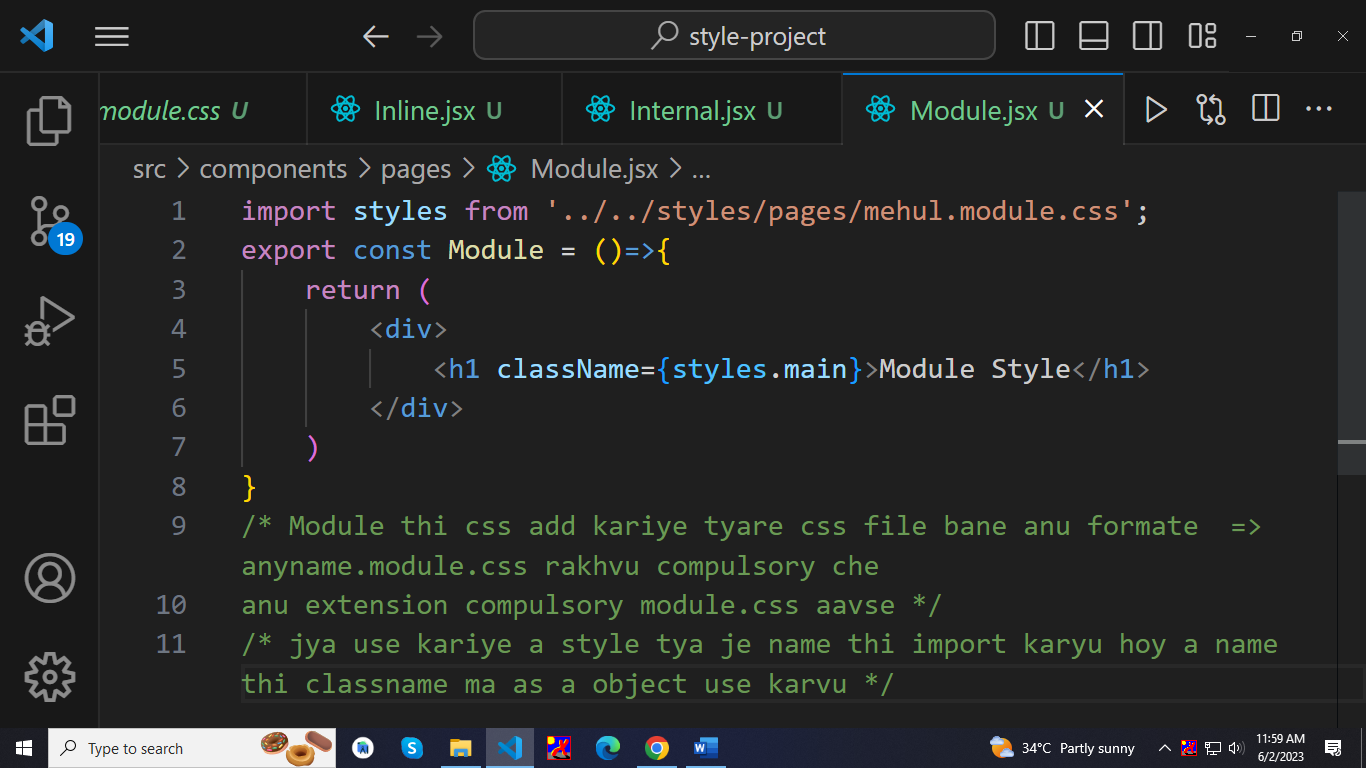 style-project
module.css U
Inline.jsx U
Internal.jsx U
Module.jsx U
src > components > pages > Module.jsx > ...
1 import styles from '../../styles/pages/mehul.module.css';
2 export const Module = ()=>{
3 return (
4 <div>
5 <h1 className={styles.main}>Module Style</h1>
6 </div>
7 )
8 }
9 /* Module thi css add kariye tyare css file bane anu formate  =>
anyname.module.css rakhvu compulsory che
10 anu extension compulsory module.css aavse */
11 /* jya use kariye a style tya je name thi import karyu hoy a name
thi classname ma as a object use karvu */
19
Type to search
34°C Partly sunny
11:59 AM
6/2/2023